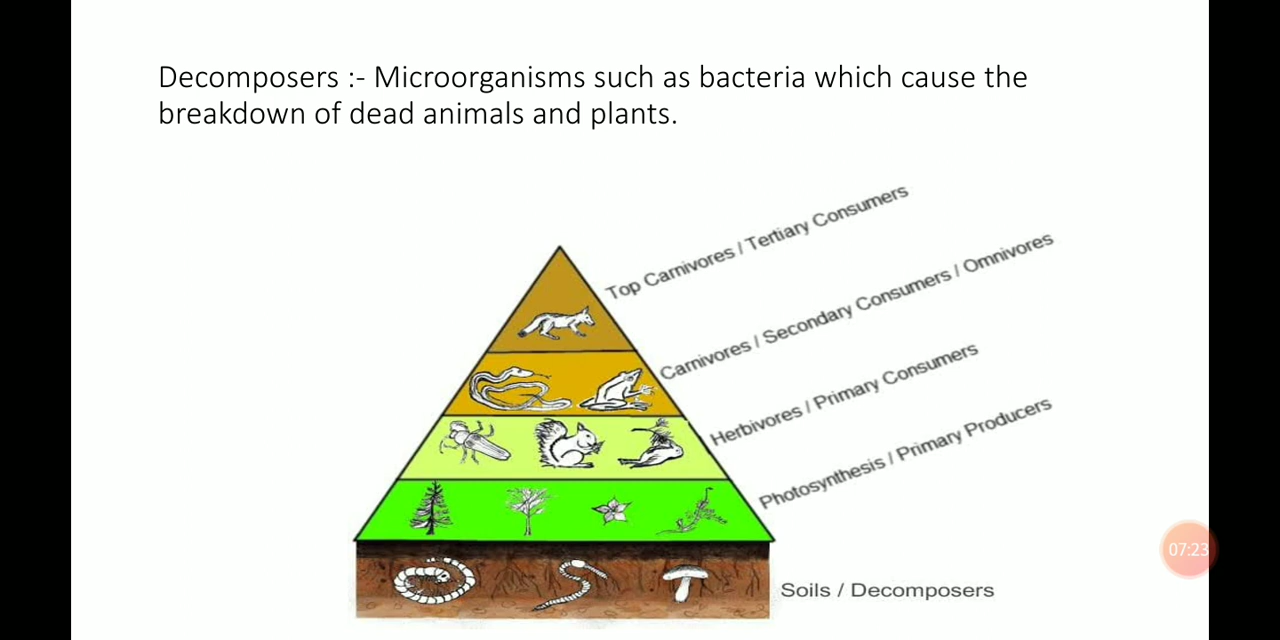 Decomposers :- Microorganisms such as bacteria which cause the
breakdown of dead animals and plants.
Top Carnivores / Tertiary Consumers
Carnivores / Secondary Consumers / Omnivores
Herbivores / Primary Consumers
Photosynthesis / Primary Producers
07:23
Soils / Decomposers